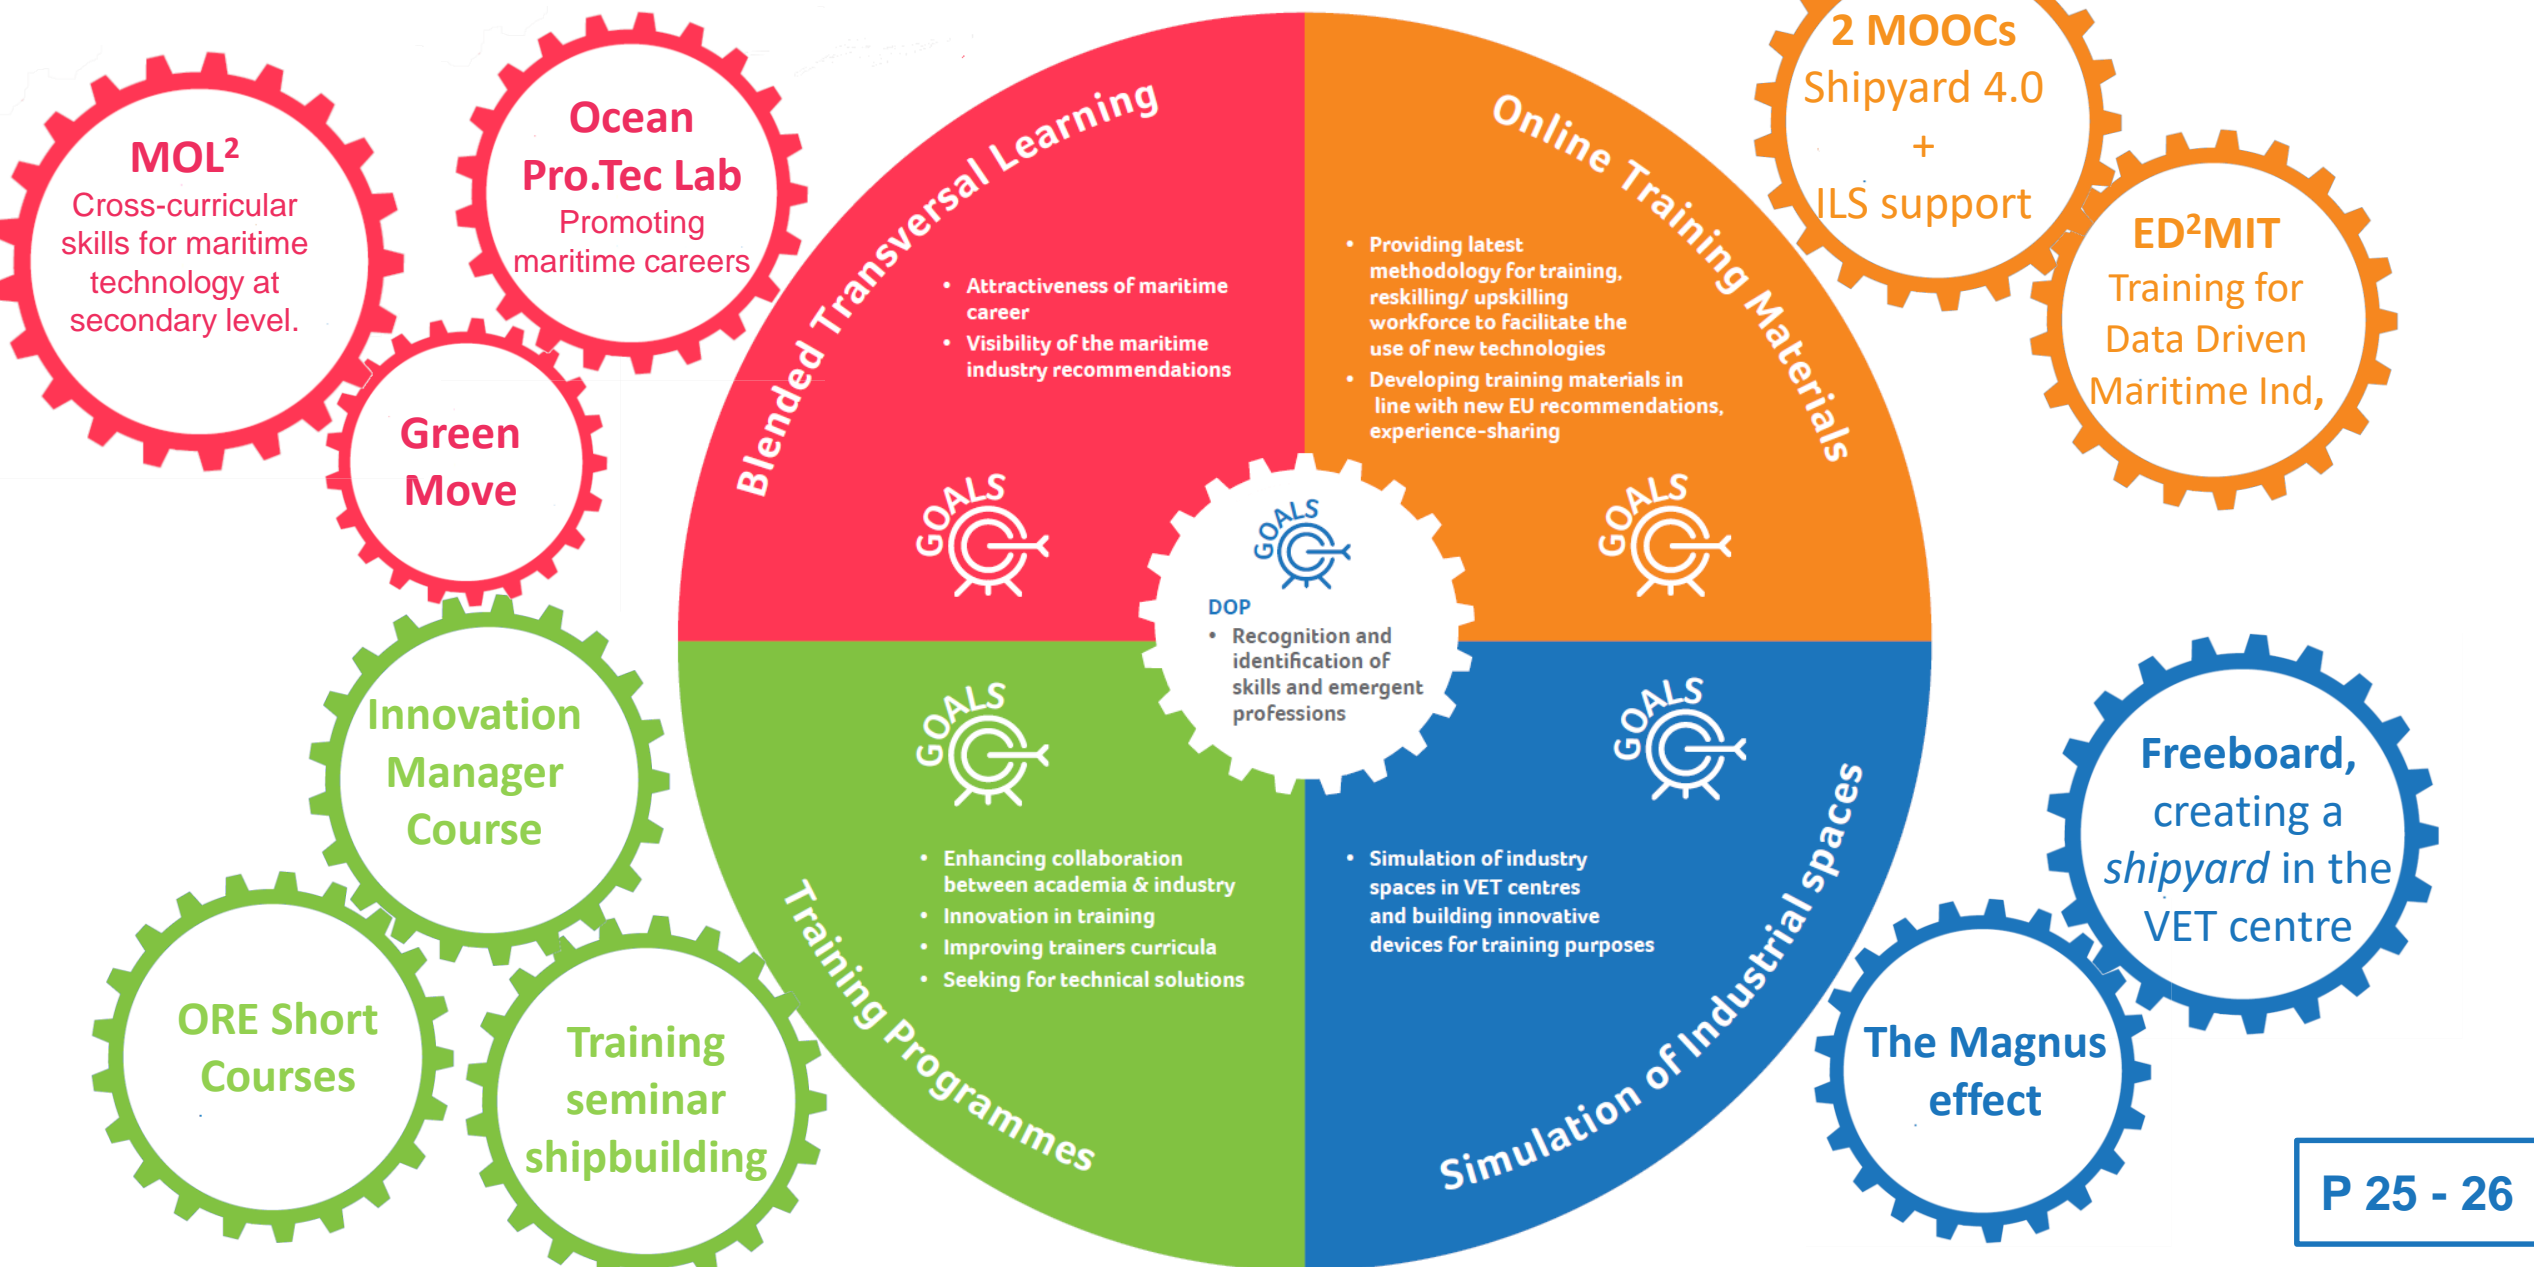 MOL²
Cross-curricular
skills for maritime
technology at
secondary level.
Ocean
Pro.Tec Lab
Promoting
maritime careers
Green
Move
Blended Transversal Learning
• Attractiveness of maritime
career
• Visibility of the maritime
industry recommendations
GOALS
Online Training Materials
• Providing latest
methodology for training,
reskilling/ upskilling
workforce to facilitate the
use of new technologies
• Developing training materials in
line with new EU recommendations,
experience-sharing
GOALS
2 MOOCs
Shipyard 4.0
+
ILS support
ED²MIT
Training for
Data Driven
Maritime Ind,
GOALS
DOP
• Recognition and
identification of
skills and emergent
professions
Innovation
Manager
Course
ORE Short
Courses
Training
seminar
shipbuilding
GOALS
• Enhancing collaboration
between academia & industry
• Innovation in training
• Improving trainers curricula
• Seeking for technical solutions
Training Programmes
GOALS
• Simulation of industry
spaces in VET centres
and building innovative
devices for training purposes
Simulation of Industrial spaces
Freeboard,
creating a
shipyard in the
VET centre
The Magnus
effect
P 25 - 26